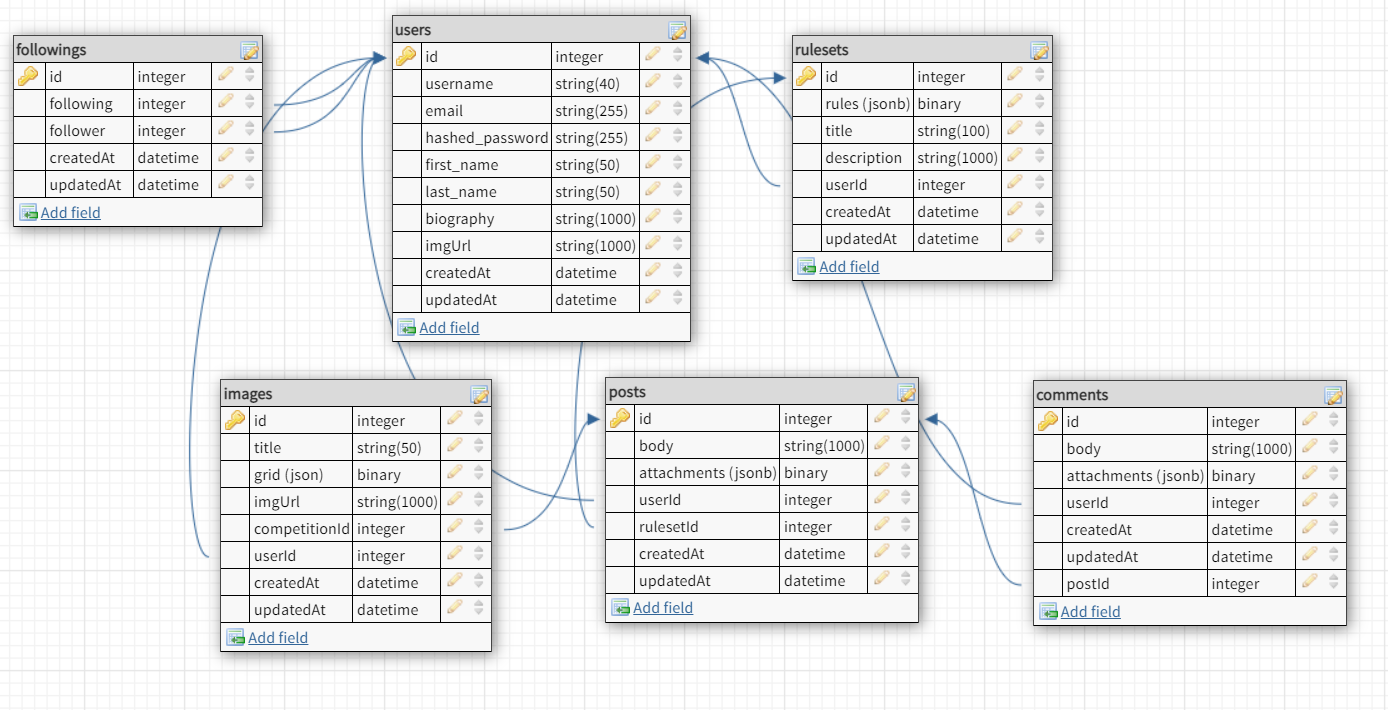 followings
id integer
following integer
follower integer
createdAt datetime
updatedAt datetime
Add field
users
id integer
username string(40)
email string(255)
hashed_password string(255)
first_name string(50)
last_name string(50)
biography string(1000)
imgUrl string(1000)
createdAt datetime
updatedAt datetime
Add field
rulesets
id integer
rules (jsonb) binary
title string(100)
description string(1000)
userId integer
createdAt datetime
updatedAt datetime
Add field
images
id integer
title string(50)
grid (json) binary
imgUrl string(1000)
competitionId integer
userId integer
createdAt datetime
updatedAt datetime
Add field
posts
id integer
body string(1000)
attachments (jsonb) binary
userId integer
rulesetId integer
createdAt datetime
updatedAt datetime
Add field
comments
id integer
body string(1000)
attachments (jsonb) binary
userId integer
createdAt datetime
updatedAt datetime
postId integer
Add field